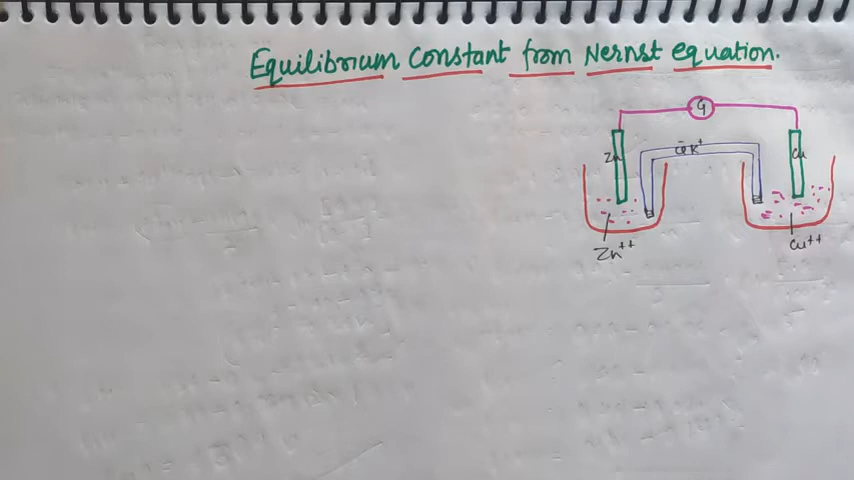 Equilibrium Constant from Nernst equation.
G
Zn
Cu
Zn++
Cu++